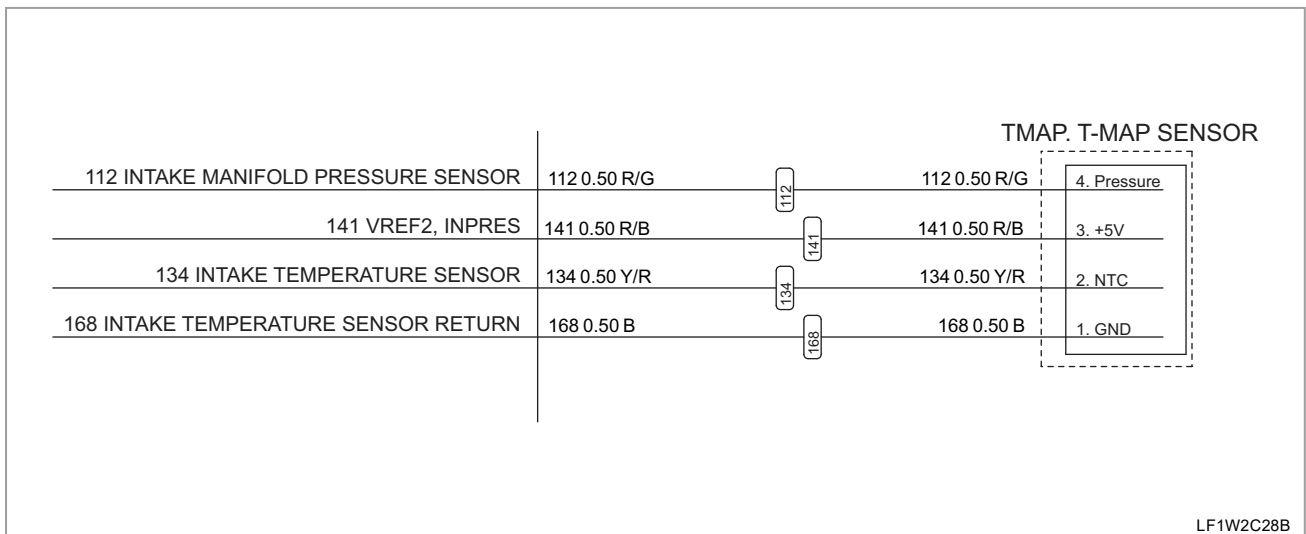 TMAP. T-MAP SENSOR
112 INTAKE MANIFOLD PRESSURE SENSOR 112 0.50 R/G 112 112 0.50 R/G 4. Pressure
141 VREF2, INPRES 141 0.50 R/B 141 141 0.50 R/B 3. +5V
134 INTAKE TEMPERATURE SENSOR 134 0.50 Y/R 134 134 0.50 Y/R 2. NTC
168 INTAKE TEMPERATURE SENSOR RETURN 168 0.50 B 168 168 0.50 B 1. GND
LF1W2C28B